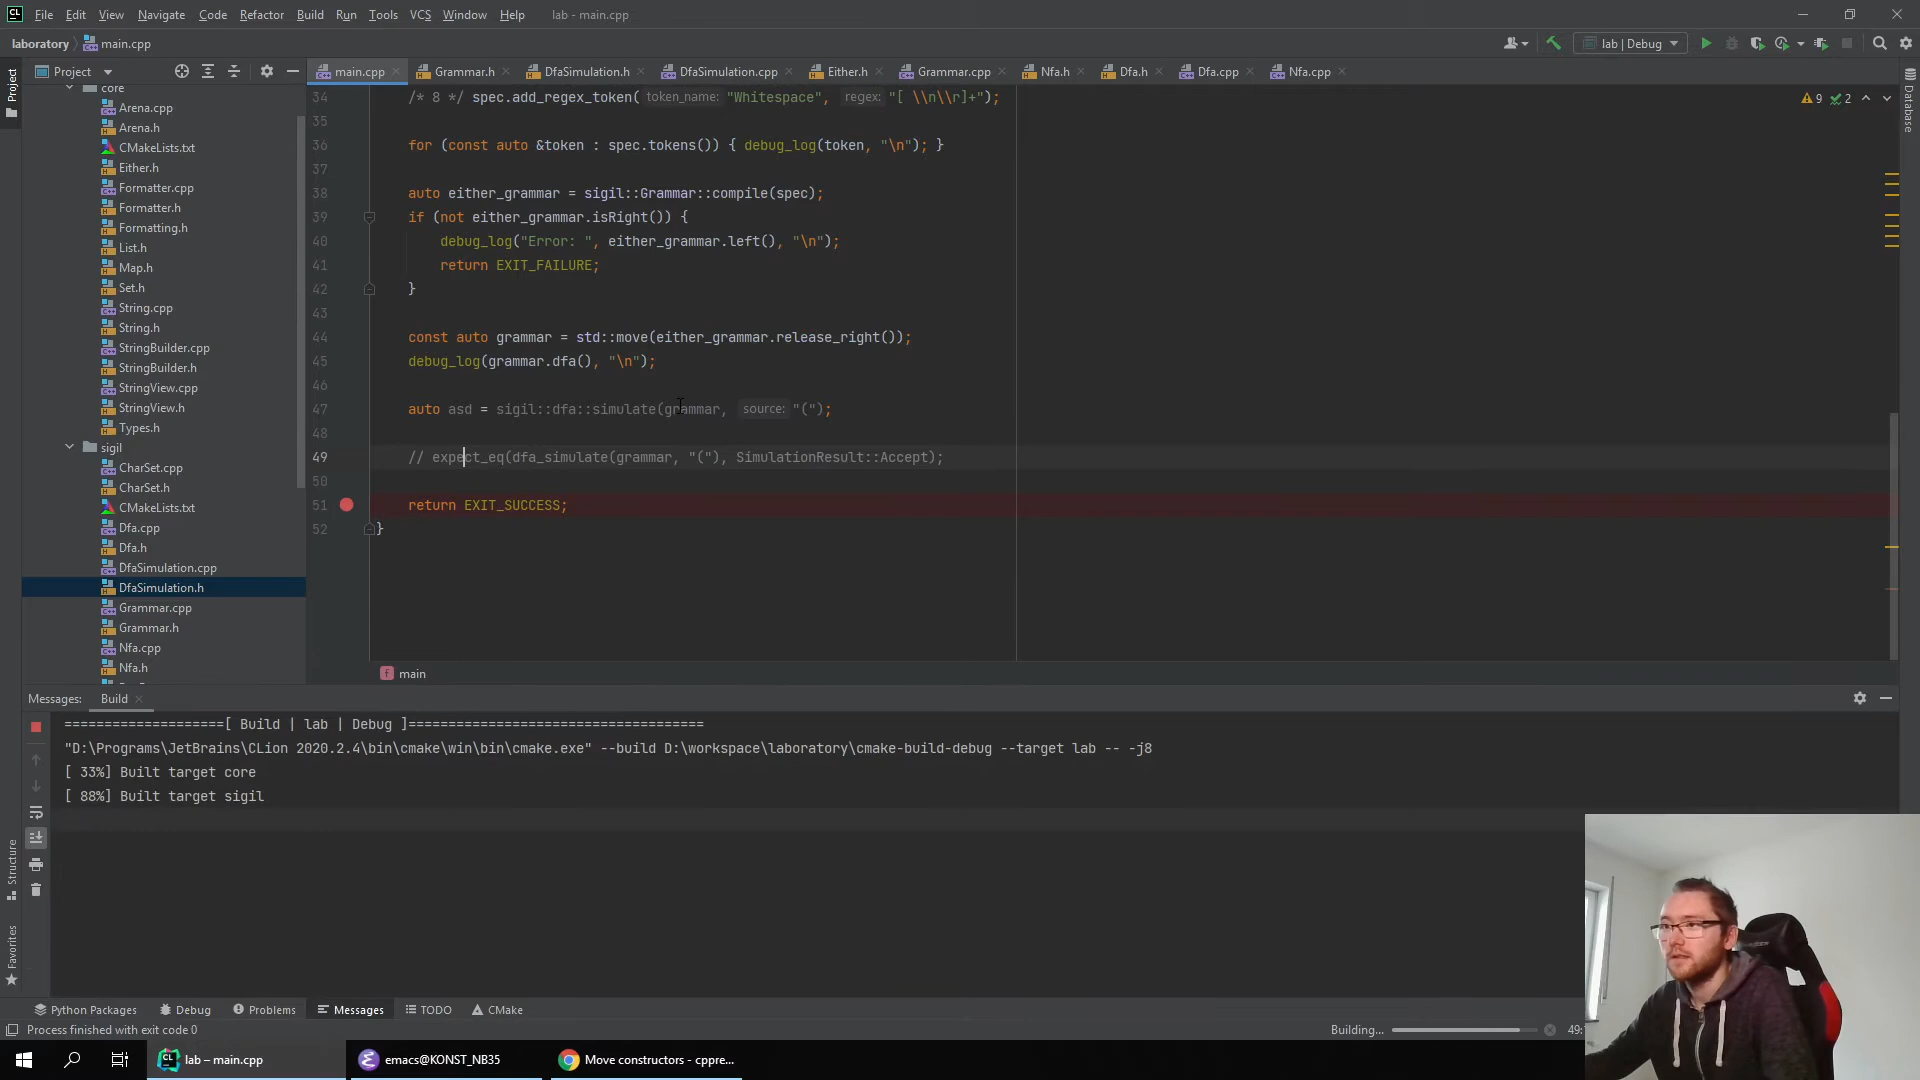 File Edit View Navigate Code Refactor Build Run Tools VCS Window Help lab - main.cpp
laboratory main.cpp lab | Debug
Project main.cpp Grammar.h DfaSimulation.h DfaSimulation.cpp Either.h Grammar.cpp Nfa.h Dfa.h Dfa.cpp Nfa.cpp
Project
Database
core
Arena.cpp
Arena.h
CMakeLists.txt
Either.h
Formatter.cpp
Formatter.h
Formatting.h
List.h
Map.h
Set.h
String.cpp
String.h
StringBuilder.cpp
StringBuilder.h
StringView.cpp
StringView.h
Types.h
sigil
CharSet.cpp
CharSet.h
CMakeLists.txt
Dfa.cpp
Dfa.h
DfaSimulation.cpp
DfaSimulation.h
Grammar.cpp
Grammar.h
Nfa.cpp
Nfa.h
9 2
34 /* 8 */ spec.add_regex_token( token_name: "Whitespace", regex: "[ \\n\\r]+");
35
36 for (const auto &token : spec.tokens()) { debug_log(token, "\n"); }
37
38 auto either_grammar = sigil::Grammar::compile(spec);
39 if (not either_grammar.isRight()) {
40 debug_log("Error: ", either_grammar.left(), "\n");
41 return EXIT_FAILURE;
42 }
43
44 const auto grammar = std::move(either_grammar.release_right());
45 debug_log(grammar.dfa(), "\n");
46
47 auto asd = sigil::dfa::simulate(grammar, source: "(");
48
49 // expect_eq(dfa_simulate(grammar, "("), SimulationResult::Accept);
50
51 return EXIT_SUCCESS;
52 }
f main
Messages: Build
====================[ Build | lab | Debug ]=====================================
"D:\Programs\JetBrains\CLion 2020.2.4\bin\cmake\win\bin\cmake.exe" --build D:\workspace\laboratory\cmake-build-debug --target lab -- -j8
[ 33%] Built target core
[ 88%] Built target sigil
Structure
Favorites
Python Packages Debug Problems Messages TODO CMake
Process finished with exit code 0 Building... 49:
lab – main.cpp emacs@KONST_NB35 Move constructors - cppre...